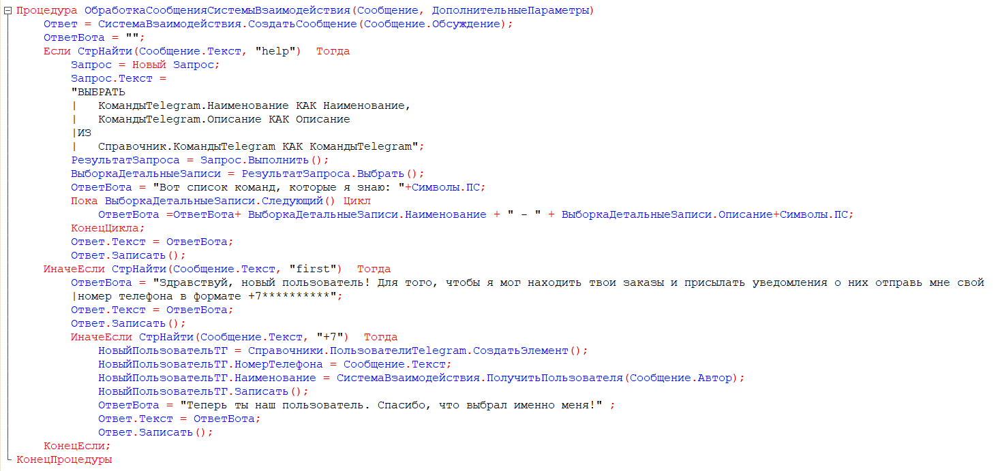 Процедура ОбработкаСообщенияСистемыВзаимодействия(Сообщение, ДополнительныеПараметры)
    Ответ = СистемаВзаимодействия.СоздатьСообщение(Сообщение.Обсуждение);
    ОтветБота = "";
    Если СтрНайти(Сообщение.Текст, "help")  Тогда
        Запрос = Новый Запрос;
        Запрос.Текст =
        "ВЫБРАТЬ
        |   КомандыTelegram.Наименование КАК Наименование,
        |   КомандыTelegram.Описание КАК Описание
        |ИЗ
        |   Справочник.КомандыTelegram КАК КомандыTelegram";
        РезультатЗапроса = Запрос.Выполнить();
        ВыборкаДетальныеЗаписи = РезультатЗапроса.Выбрать();
        ОтветБота = "Вот список команд, которые я знаю: "+Символы.ПС;
        Пока ВыборкаДетальныеЗаписи.Следующий() Цикл
            ОтветБота =ОтветБота+ ВыборкаДетальныеЗаписи.Наименование + " - " + ВыборкаДетальныеЗаписи.Описание+Символы.ПС;
        КонецЦикла;
        Ответ.Текст = ОтветБота;
        Ответ.Записать();
    ИначеЕсли СтрНайти(Сообщение.Текст, "first")  Тогда
        ОтветБота = "Здравствуй, новый пользователь! Для того, чтобы я мог находить твои заказы и присылать уведомления о них отправь мне свой
        |номер телефона в формате +7**********";
        Ответ.Текст = ОтветБота;
        Ответ.Записать();
        ИначеЕсли СтрНайти(Сообщение.Текст, "+7")  Тогда
            НовыйПользовательТГ = Справочники.ПользователиTelegram.СоздатьЭлемент();
            НовыйПользовательТГ.НомерТелефона = Сообщение.Текст;
            НовыйПользовательТГ.Наименование = СистемаВзаимодействия.ПолучитьПользователя(Сообщение.Автор);
            НовыйПользовательТГ.Записать();
            ОтветБота = "Теперь ты наш пользователь. Спасибо, что выбрал именно меня!" ;
            Ответ.Текст = ОтветБота;
            Ответ.Записать();
    КонецЕсли;
КонецПроцедуры